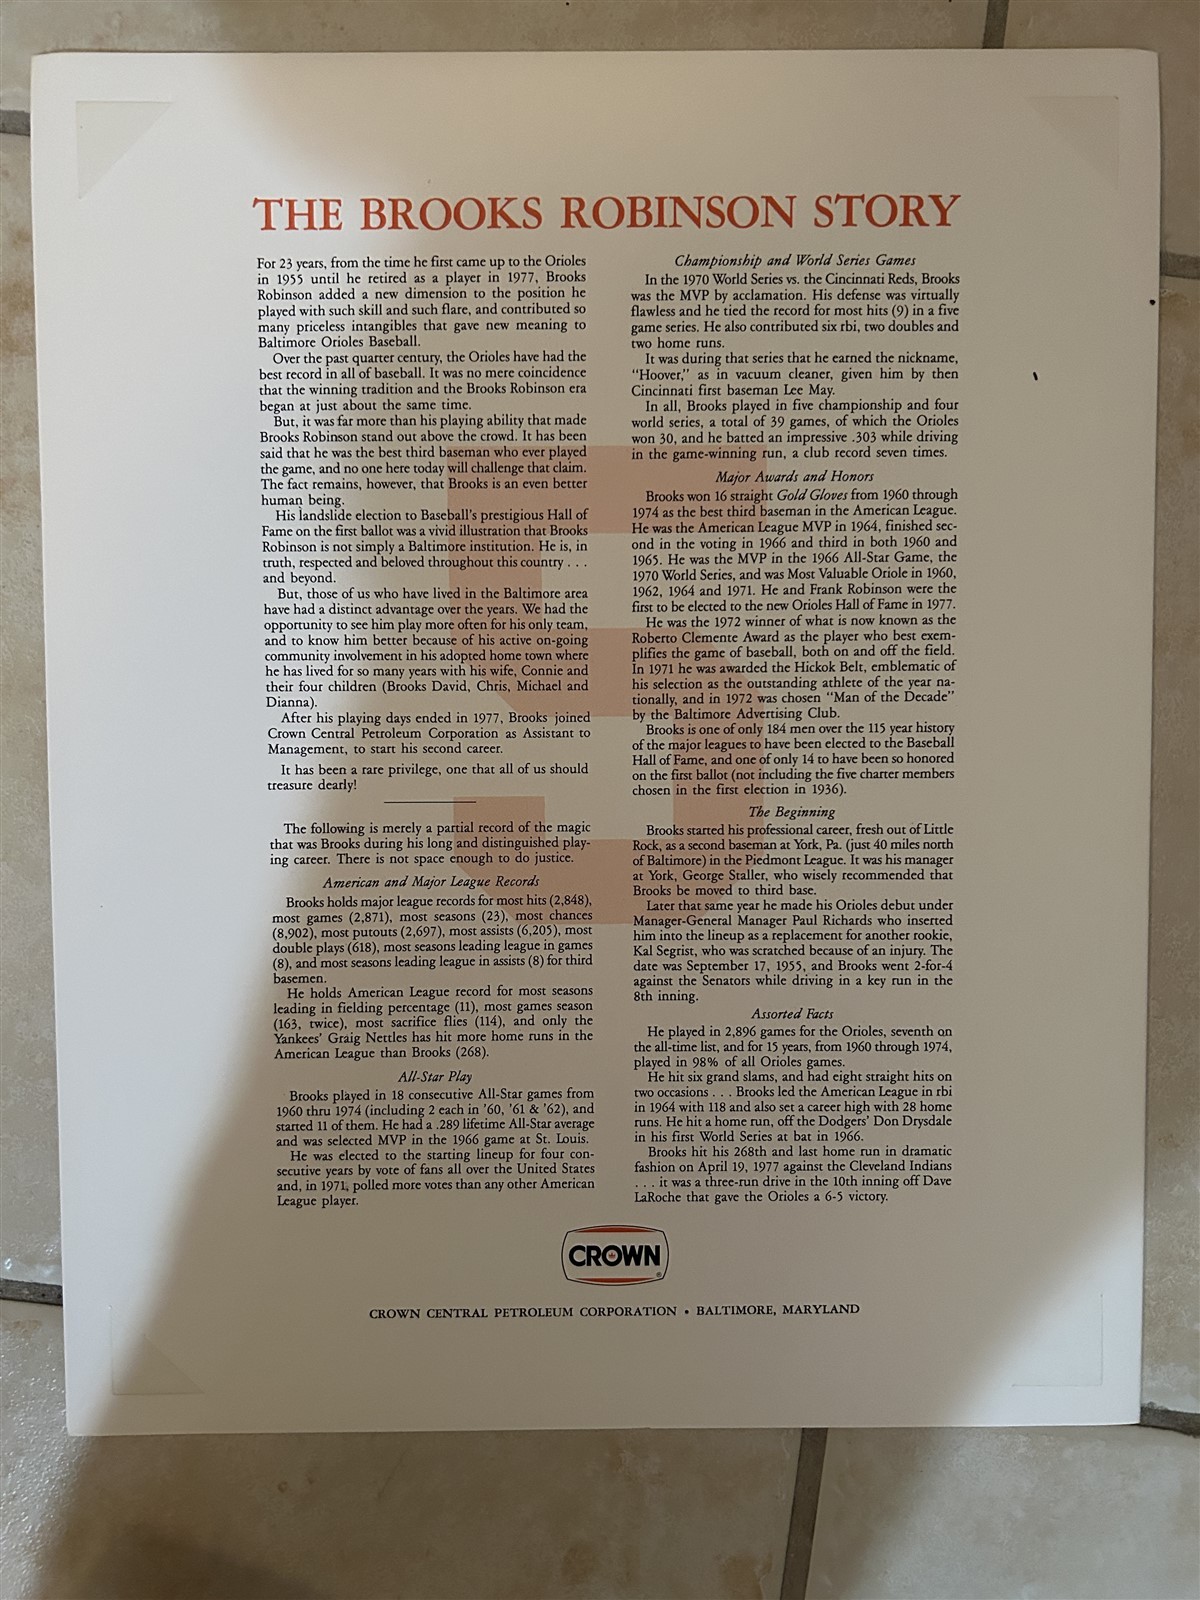 THE BROOKS ROBINSON STORY
For 23 years, from the time he first came up to the Orioles
in 1955 until he retired as a player in 1977, Brooks
Robinson added a new dimension to the position he
played with such skill and such flare, and contributed so
many priceless intangibles that gave new meaning to
Baltimore Orioles Baseball.
Over the past quarter century, the Orioles have had the
best record in all of baseball. It was no mere coincidence
that the winning tradition and the Brooks Robinson era
began at just about the same time.
But, it was far more than his playing ability that made
Brooks Robinson stand out above the crowd. It has been
said that he was the best third baseman who ever played
the game, and no one here today will challenge that claim.
The fact remains, however, that Brooks is an even better
human being.
His landslide election to Baseball's prestigious Hall of
Fame on the first ballot was a vivid illustration that Brooks
Robinson is not simply a Baltimore institution. He is, in
truth, respected and beloved throughout this country . . .
and beyond.
But, those of us who have lived in the Baltimore area
have had a distinct advantage over the years. We had the
opportunity to see him play more often for his only team,
and to know him better because of his active on-going
community involvement in his adopted home town where
he has lived for so many years with his wife, Connie and
their four children (Brooks David, Chris, Michael and
Dianna).
After his playing days ended in 1977, Brooks joined
Crown Central Petroleum Corporation as Assistant to
Management, to start his second career.
It has been a rare privilege, one that all of us should
treasure dearly!
The following is merely a partial record of the magic
that was Brooks during his long and distinguished play-
ing career. There is not space enough to do justice.
American and Major League Records
Brooks holds major league records for most hits (2,848),
most games (2,871), most seasons (23), most chances
(8,902), most putouts (2,697), most assists (6,205), most
double plays (618), most seasons leading league in games
(8), and most seasons leading league in assists (8) for third
basemen.
He holds American League record for most seasons
leading in fielding percentage (11), most games season
(163, twice), most sacrifice flies (114), and only the
Yankees' Graig Nettles has hit more home runs in the
American League than Brooks (268).
All-Star Play
Brooks played in 18 consecutive All-Star games from
1960 thru 1974 (including 2 each in '60, '61 & '62), and
started 11 of them. He had a .289 lifetime All-Star average
and was selected MVP in the 1966 game at St. Louis.
He was elected to the starting lineup for four con-
secutive years by vote of fans all over the United States
and, in 1971, polled more votes than any other American
League player.
Championship and World Series Games
In the 1970 World Series vs. the Cincinnati Reds, Brooks
was the MVP by acclamation. His defense was virtually
flawless and he tied the record for most hits (9) in a five
game series. He also contributed six rbi, two doubles and
two home runs.
It was during that series that he earned the nickname,
"Hoover," as in vacuum cleaner, given him by then
Cincinnati first baseman Lee May.
In all, Brooks played in five championship and four
world series, a total of 39 games, of which the Orioles
won 30, and he batted an impressive .303 while driving
in the game-winning run, a club record seven times.
Major Awards and Honors
Brooks won 16 straight Gold Gloves from 1960 through
1974 as the best third baseman in the American League.
He was the American League MVP in 1964, finished sec-
ond in the voting in 1966 and third in both 1960 and
1965. He was the MVP in the 1966 All-Star Game, the
1970 World Series, and was Most Valuable Oriole in 1960,
1962, 1964 and 1971. He and Frank Robinson were the
first to be elected to the new Orioles Hall of Fame in 1977.
He was the 1972 winner of what is now known as the
Roberto Clemente Award as the player who best exem-
plifies the game of baseball, both on and off the field.
In 1971 he was awarded the Hickok Belt, emblematic of
his selection as the outstanding athlete of the year na-
tionally, and in 1972 was chosen "Man of the Decade"
by the Baltimore Advertising Club.
Brooks is one of only 184 men over the 115 year history
of the major leagues to have been elected to the Baseball
Hall of Fame, and one of only 14 to have been so honored
on the first ballot (not including the five charter members
chosen in the first election in 1936).
The Beginning
Brooks started his professional career, fresh out of Little
Rock, as a second baseman at York, Pa. (just 40 miles north
of Baltimore) in the Piedmont League. It was his manager
at York, George Staller, who wisely recommended that
Brooks be moved to third base.
Later that same year he made his Orioles debut under
Manager-General Manager Paul Richards who inserted
him into the lineup as a replacement for another rookie,
Kal Segrist, who was scratched because of an injury. The
date was September 17, 1955, and Brooks went 2-for-4
against the Senators while driving in a key run in the
8th inning.
Assorted Facts
He played in 2,896 games for the Orioles, seventh on
the all-time list, and for 15 years, from 1960 through 1974,
played in 98% of all Orioles games.
He hit six grand slams, and had eight straight hits on
two occasions . . . Brooks led the American League in rbi
in 1964 with 118 and also set a career high with 28 home
runs. He hit a home run, off the Dodgers' Don Drysdale
in his first World Series at bat in 1966.
Brooks hit his 268th and last home run in dramatic
fashion on April 19, 1977 against the Cleveland Indians
. . . it was a three-run drive in the 10th inning off Dave
LaRoche that gave the Orioles a 6-5 victory.
5
CROWN
®
CROWN CENTRAL PETROLEUM CORPORATION • BALTIMORE, MARYLAND